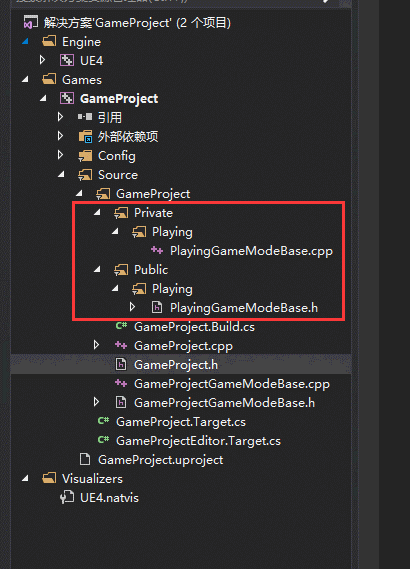 解决方案'GameProject' (2 个项目)
Engine
UE4
Games
GameProject
引用
外部依赖项
Config
Source
GameProject
Private
Playing
PlayingGameModeBase.cpp
Public
Playing
PlayingGameModeBase.h
GameProject.Build.cs
GameProject.cpp
GameProject.h
GameProjectGameModeBase.cpp
GameProjectGameModeBase.h
GameProject.Target.cs
GameProjectEditor.Target.cs
GameProject.uproject
Visualizers
UE4.natvis